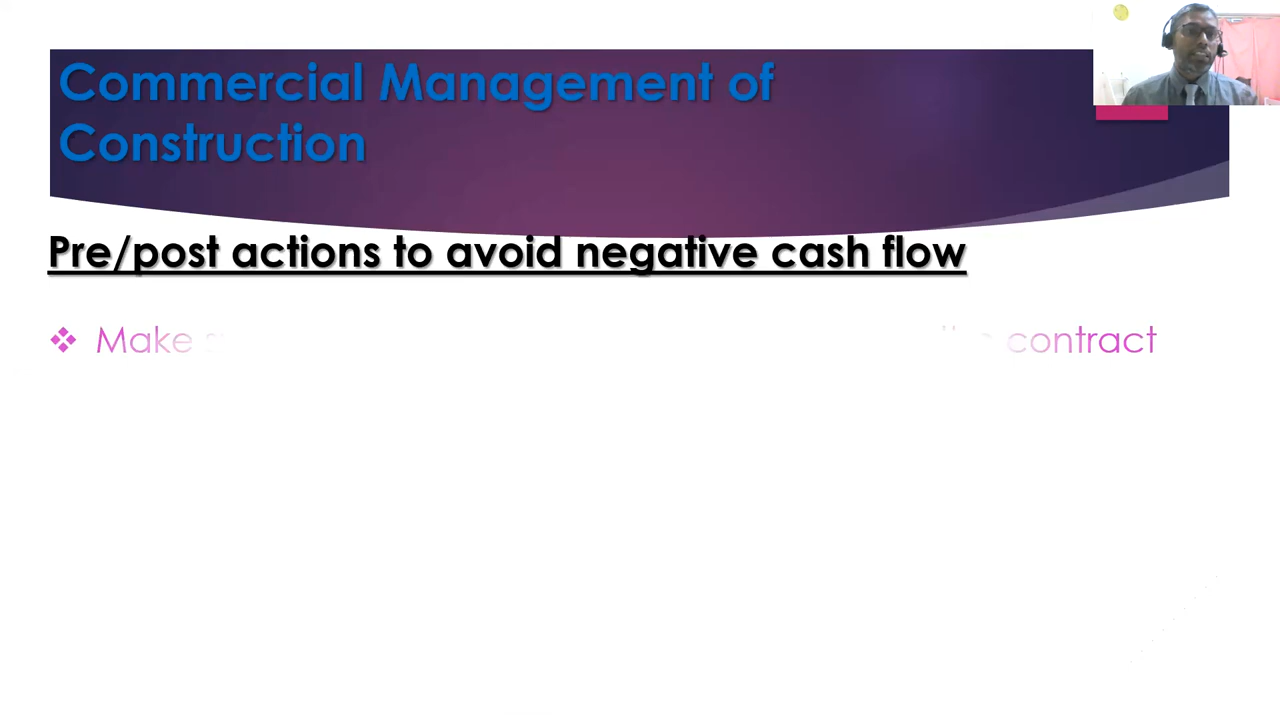 Commercial Management of
Construction
Pre/post actions to avoid negative cash flow
❖ Make contract